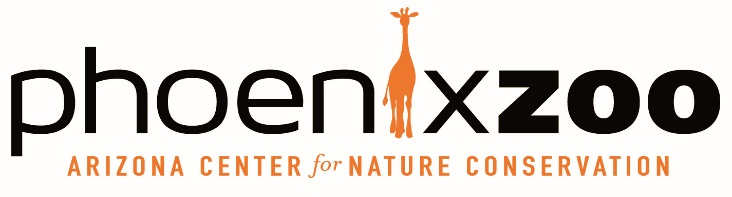 phoenixzoo
ARIZONA CENTER for NATURE CONSERVATION